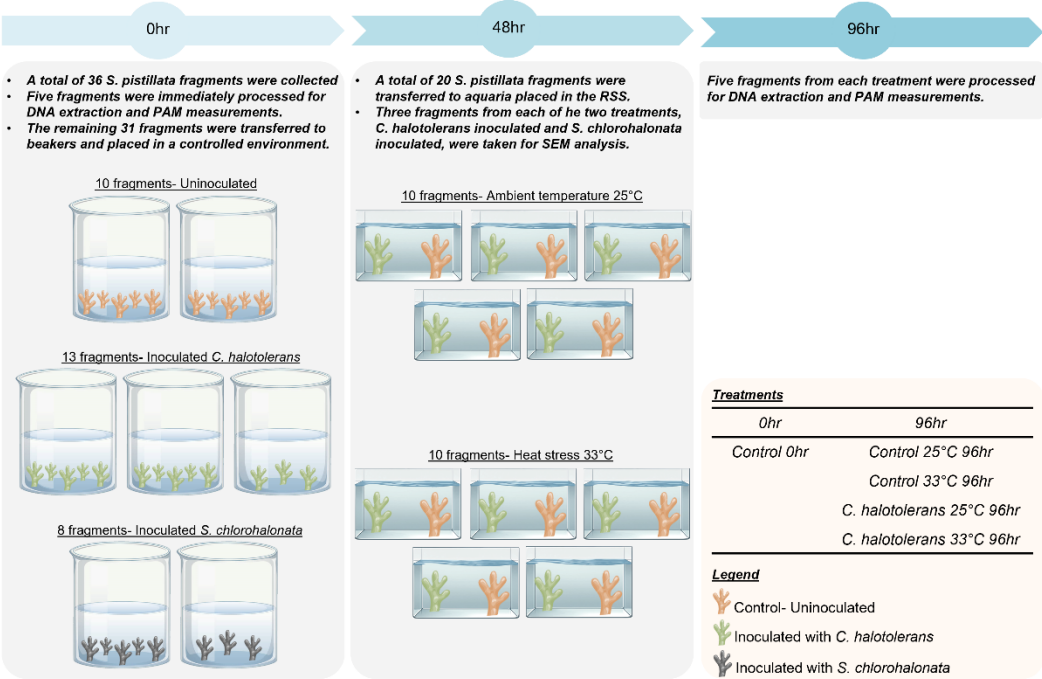 0hr
48hr
96hr
• A total of 36 S. pistillata fragments were collected
• Five fragments were immediately processed for
DNA extraction and PAM measurements.
• The remaining 31 fragments were transferred to
beakers and placed in a controlled environment.
10 fragments- Uninoculated
13 fragments- Inoculated C. halotolerans
8 fragments- Inoculated S. chlorohalonata
• A total of 20 S. pistillata fragments were
transferred to aquaria placed in the RSS.
• Three fragments from each of he two treatments,
C. halotolerans inoculated and S. chlorohalonata
inoculated, were taken for SEM analysis.
10 fragments- Ambient temperature 25°C
10 fragments- Heat stress 33°C
Five fragments from each treatment were processed
for DNA extraction and PAM measurements.
Treatments
0hr 96hr
Control 0hr Control 25°C 96hr
Control 33°C 96hr
C. halotolerans 25°C 96hr
C. halotolerans 33°C 96hr
Legend
Control- Uninoculated
Inoculated with C. halotolerans
Inoculated with S. chlorohalonata